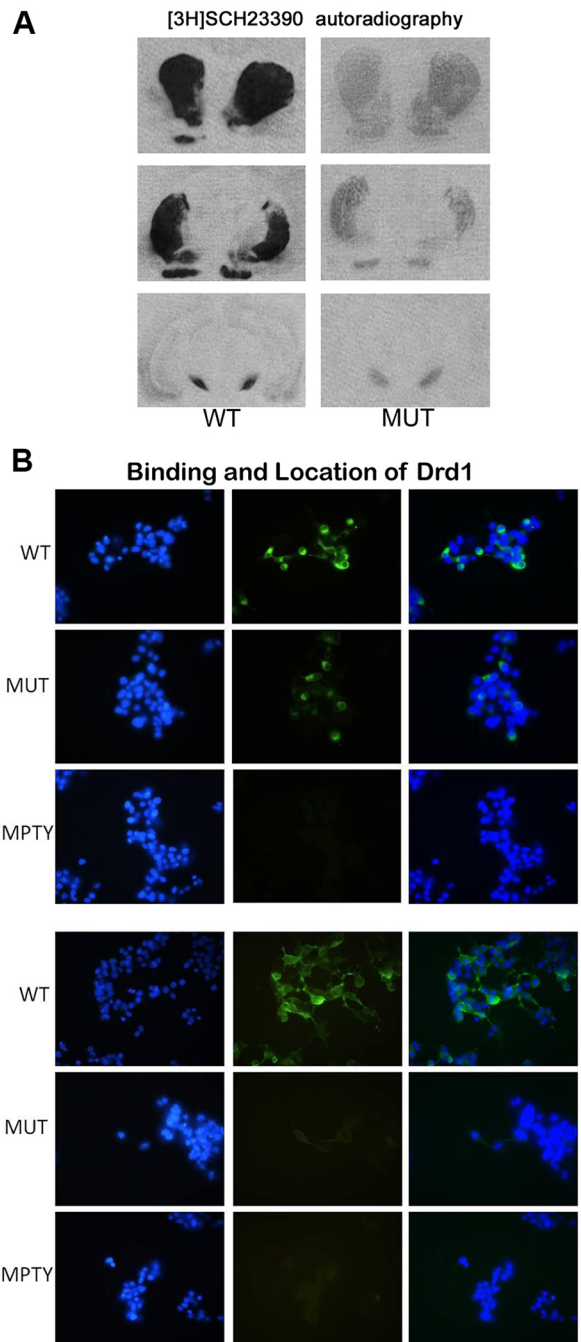 A
[3H]SCH23390 autoradiography
WT MUT
B
Binding and Location of Drd1
WT
MUT
MPTY
WT
MUT
MPTY